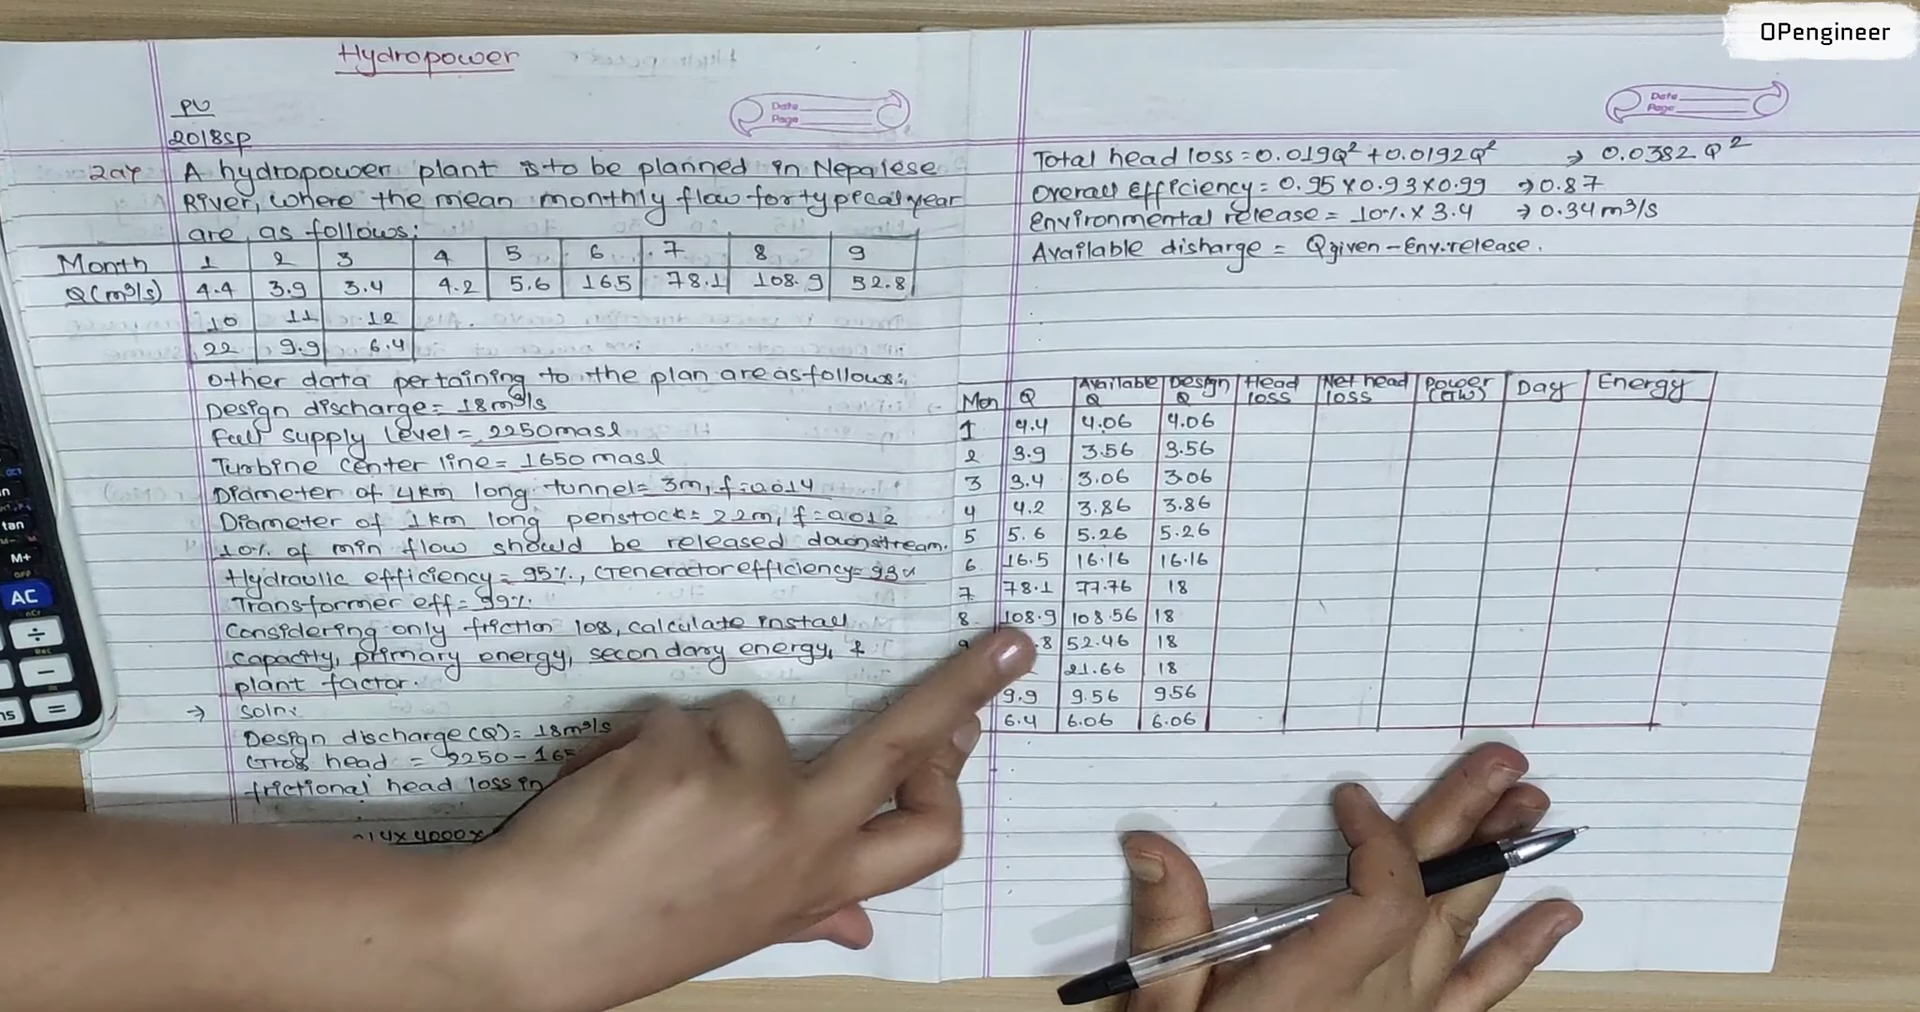 OPengineer
Hydropower
PU
2018sp
Date
Page
A hydropower plant is to be planned in Nepalese
River, where the mean monthly flow for typical year
are as follows:
Month 1 2 3 4 5 6 7 8 9
Q(m³/s) 4.4 3.9 3.4 4.2 5.6 16.5 78.1 108.9 52.8
10 11 12
22 9.9 6.4
Other data pertaining to the plan are as follows:
Design discharge = 18m³/s
Full supply level = 2250masl
Turbine center line = 1650masl
Diameter of 4km long tunnel = 3m, f=0.014
Diameter of 1km long penstock = 2.2m, f=0.012
10% of min flow should be released downstream.
Hydraulic efficiency = 95%, Generator efficiency = 93%
Transformer eff = 99%.
Considering only friction loss, calculate install
capacity, primary energy, secondary energy, &
plant factor.
→ Soln:
Design discharge (Q) = 18m³/s
Gross head = 2250-165
frictional head loss in
14×4000×
Date
Page
Total head loss = 0.019Q²+0.0192Q² ⇒ 0.0382Q²
Overall efficiency = 0.95×0.93×0.99 ⇒ 0.87
environmental release = 10%×3.4 ⇒ 0.34m³/s
Available disharge = Qgiven-Env.release.
Mon Q Available Q Design Q Head loss Net head loss Power Day Energy
1 4.4 4.06 4.06
2 3.9 3.56 3.56
3 3.4 3.06 3.06
4 4.2 3.86 3.86
5 5.6 5.26 5.26
6 16.5 16.16 16.16
7 78.1 77.76 18
8 108.9 108.56 18
9 .8 52.46 18
21.66 18
9.9 9.56 9.56
6.4 6.06 6.06
tan
M+
AC
÷
−
=